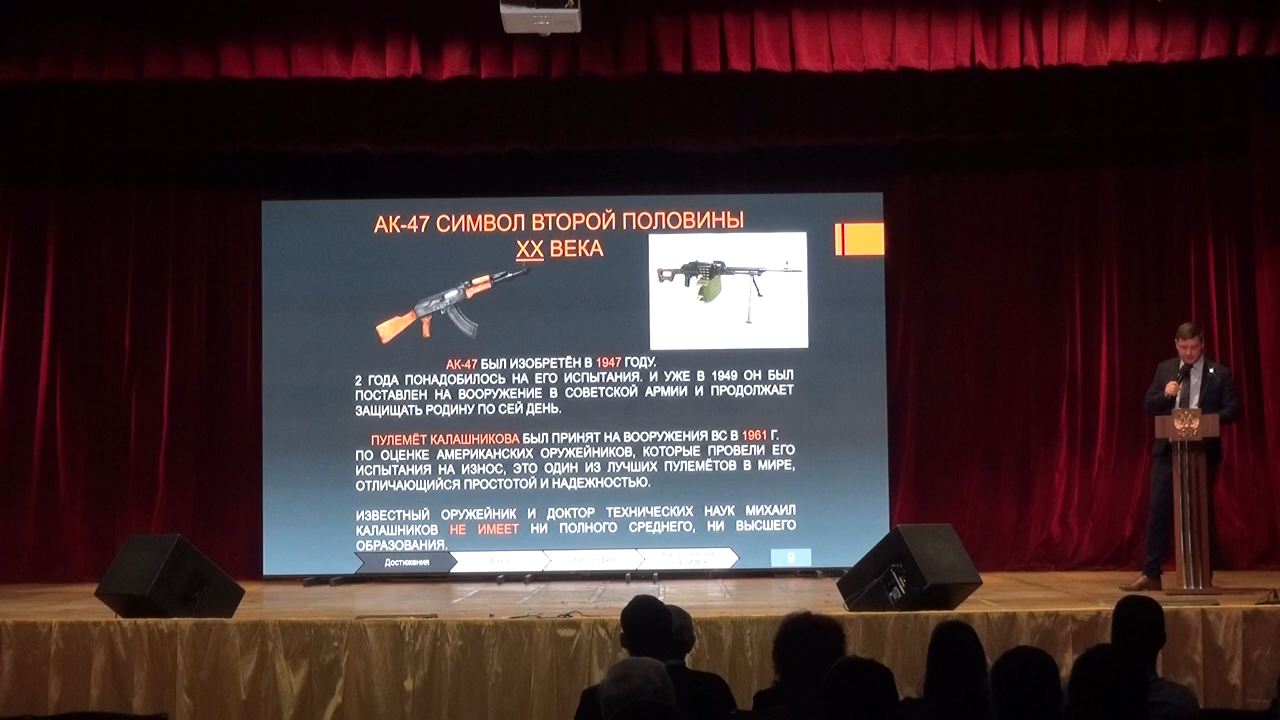 АК-47 СИМВОЛ ВТОРОЙ ПОЛОВИНЫ
XX ВЕКА
АК-47 БЫЛ ИЗОБРЕТЁН В 1947 ГОДУ.
2 ГОДА ПОНАДОБИЛОСЬ НА ЕГО ИСПЫТАНИЯ. И УЖЕ В 1949 ОН БЫЛ
ПОСТАВЛЕН НА ВООРУЖЕНИЕ В СОВЕТСКОЙ АРМИИ И ПРОДОЛЖАЕТ
ЗАЩИЩАТЬ РОДИНУ ПО СЕЙ ДЕНЬ.
ПУЛЕМЁТ КАЛАШНИКОВА БЫЛ ПРИНЯТ НА ВООРУЖЕНИЯ ВС В 1961 Г.
ПО ОЦЕНКЕ АМЕРИКАНСКИХ ОРУЖЕЙНИКОВ, КОТОРЫЕ ПРОВЕЛИ ЕГО
ИСПЫТАНИЯ НА ИЗНОС, ЭТО ОДИН ИЗ ЛУЧШИХ ПУЛЕМЁТОВ В МИРЕ,
ОТЛИЧАЮЩИЙСЯ ПРОСТОТОЙ И НАДЕЖНОСТЬЮ.
ИЗВЕСТНЫЙ ОРУЖЕЙНИК И ДОКТОР ТЕХНИЧЕСКИХ НАУК МИХАИЛ
КАЛАШНИКОВ НЕ ИМЕЕТ НИ ПОЛНОГО СРЕДНЕГО, НИ ВЫСШЕГО
ОБРАЗОВАНИЯ.
Достижения
9